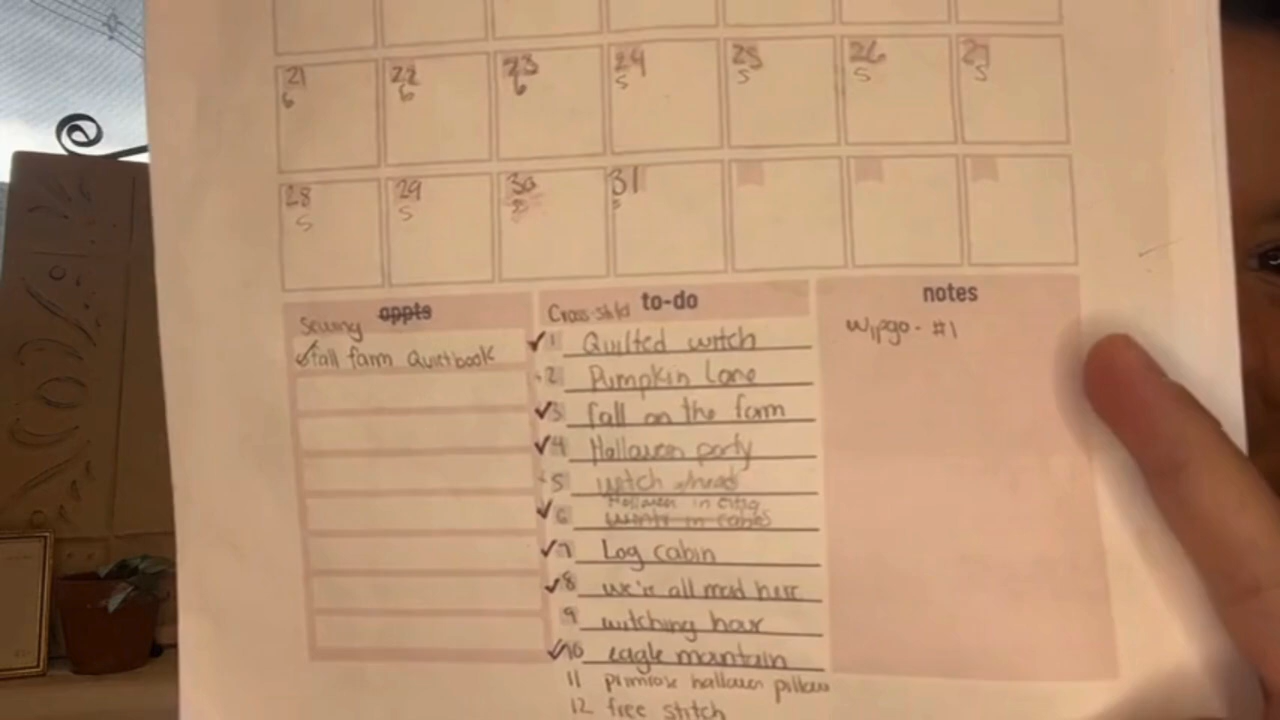 21 22 23 24 25 26 27
6 6 6 5 5 5 5
28 29 30 31
5 5 5
appts
Sewing
✓fall farm Quietbook
Cross-stitch to-do
✓1 Quilted witch
2 Pumpkin Lane
✓3 fall on the farm
✓4 Halloween party
5 witch ahead
Halloween in
✓6
✓7 Log cabin
✓8 we're all mad here
9 witching hour
✓10 eagle mountain
11 primrose halloween pillow
12 free stitch
notes
Wipgo - #1